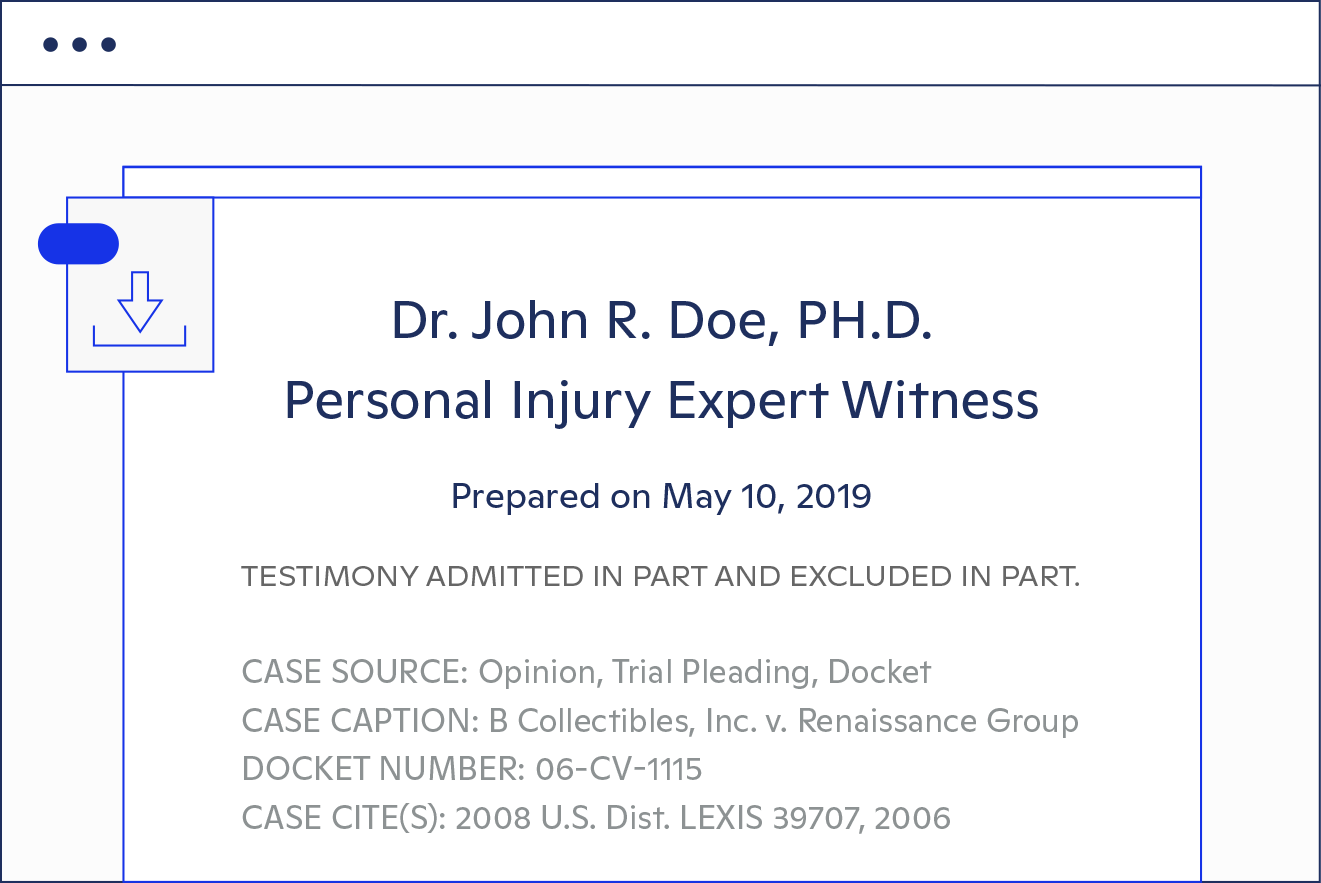 Dr. John R. Doe, PH.D.
Personal Injury Expert Witness
Prepared on May 10, 2019
TESTIMONY ADMITTED IN PART AND EXCLUDED IN PART.
CASE SOURCE: Opinion, Trial Pleading, Docket
CASE CAPTION: B Collectibles, Inc. v. Renaissance Group
DOCKET NUMBER: 06-CV-1115
CASE CITE(S): 2008 U.S. Dist. LEXIS 39707, 2006